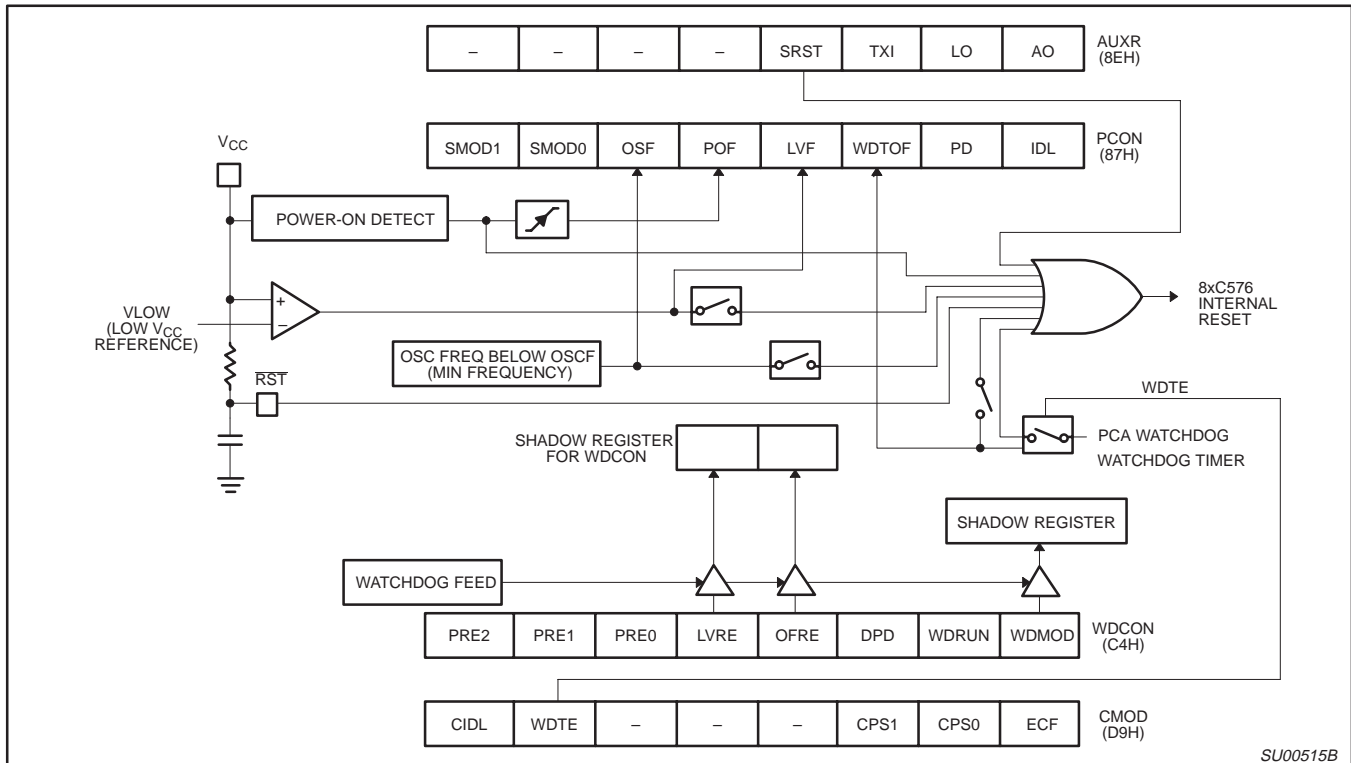 – – – – SRST TXI LO AO
AUXR
(8EH)
SMOD1 SMOD0 OSF POF LVF WDTOF PD IDL
PCON
(87H)
VCC
POWER-ON DETECT
+
–
VLOW
(LOW VCC
REFERENCE)
8xC576
INTERNAL
RESET
OSC FREQ BELOW OSCF
(MIN FREQUENCY)
RST
WDTE
PCA WATCHDOG
WATCHDOG TIMER
SHADOW REGISTER
FOR WDCON
SHADOW REGISTER
WATCHDOG FEED
PRE2 PRE1 PRE0 LVRE OFRE DPD WDRUN WDMOD
WDCON
(C4H)
CIDL WDTE – – – CPS1 CPS0 ECF
CMOD
(D9H)
SU00515B